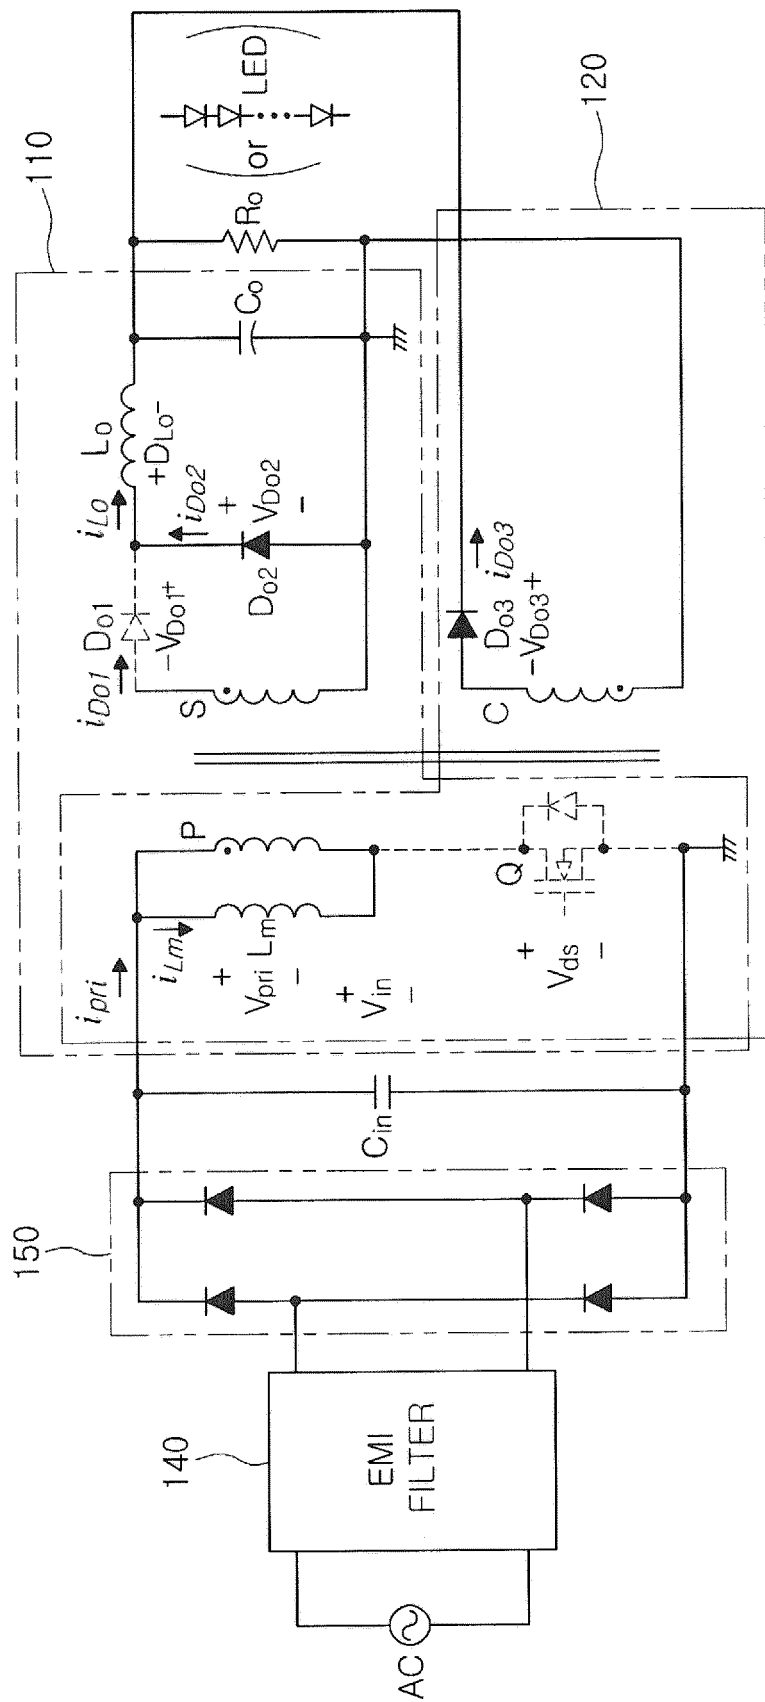 AC
140
EMI
FILTER
150
Cin
ipri
iLm
+
Vpri
−
Lm
P
+
Vin
−
Q
+
Vds
−
110
iDo1
Do1
−VDo1+
S
iLo
Lo
+DLo−
iDo2
+
VDo2
−
Do2
Co
Ro
or
LED
120
C
Do3
iDo3
−VDo3+